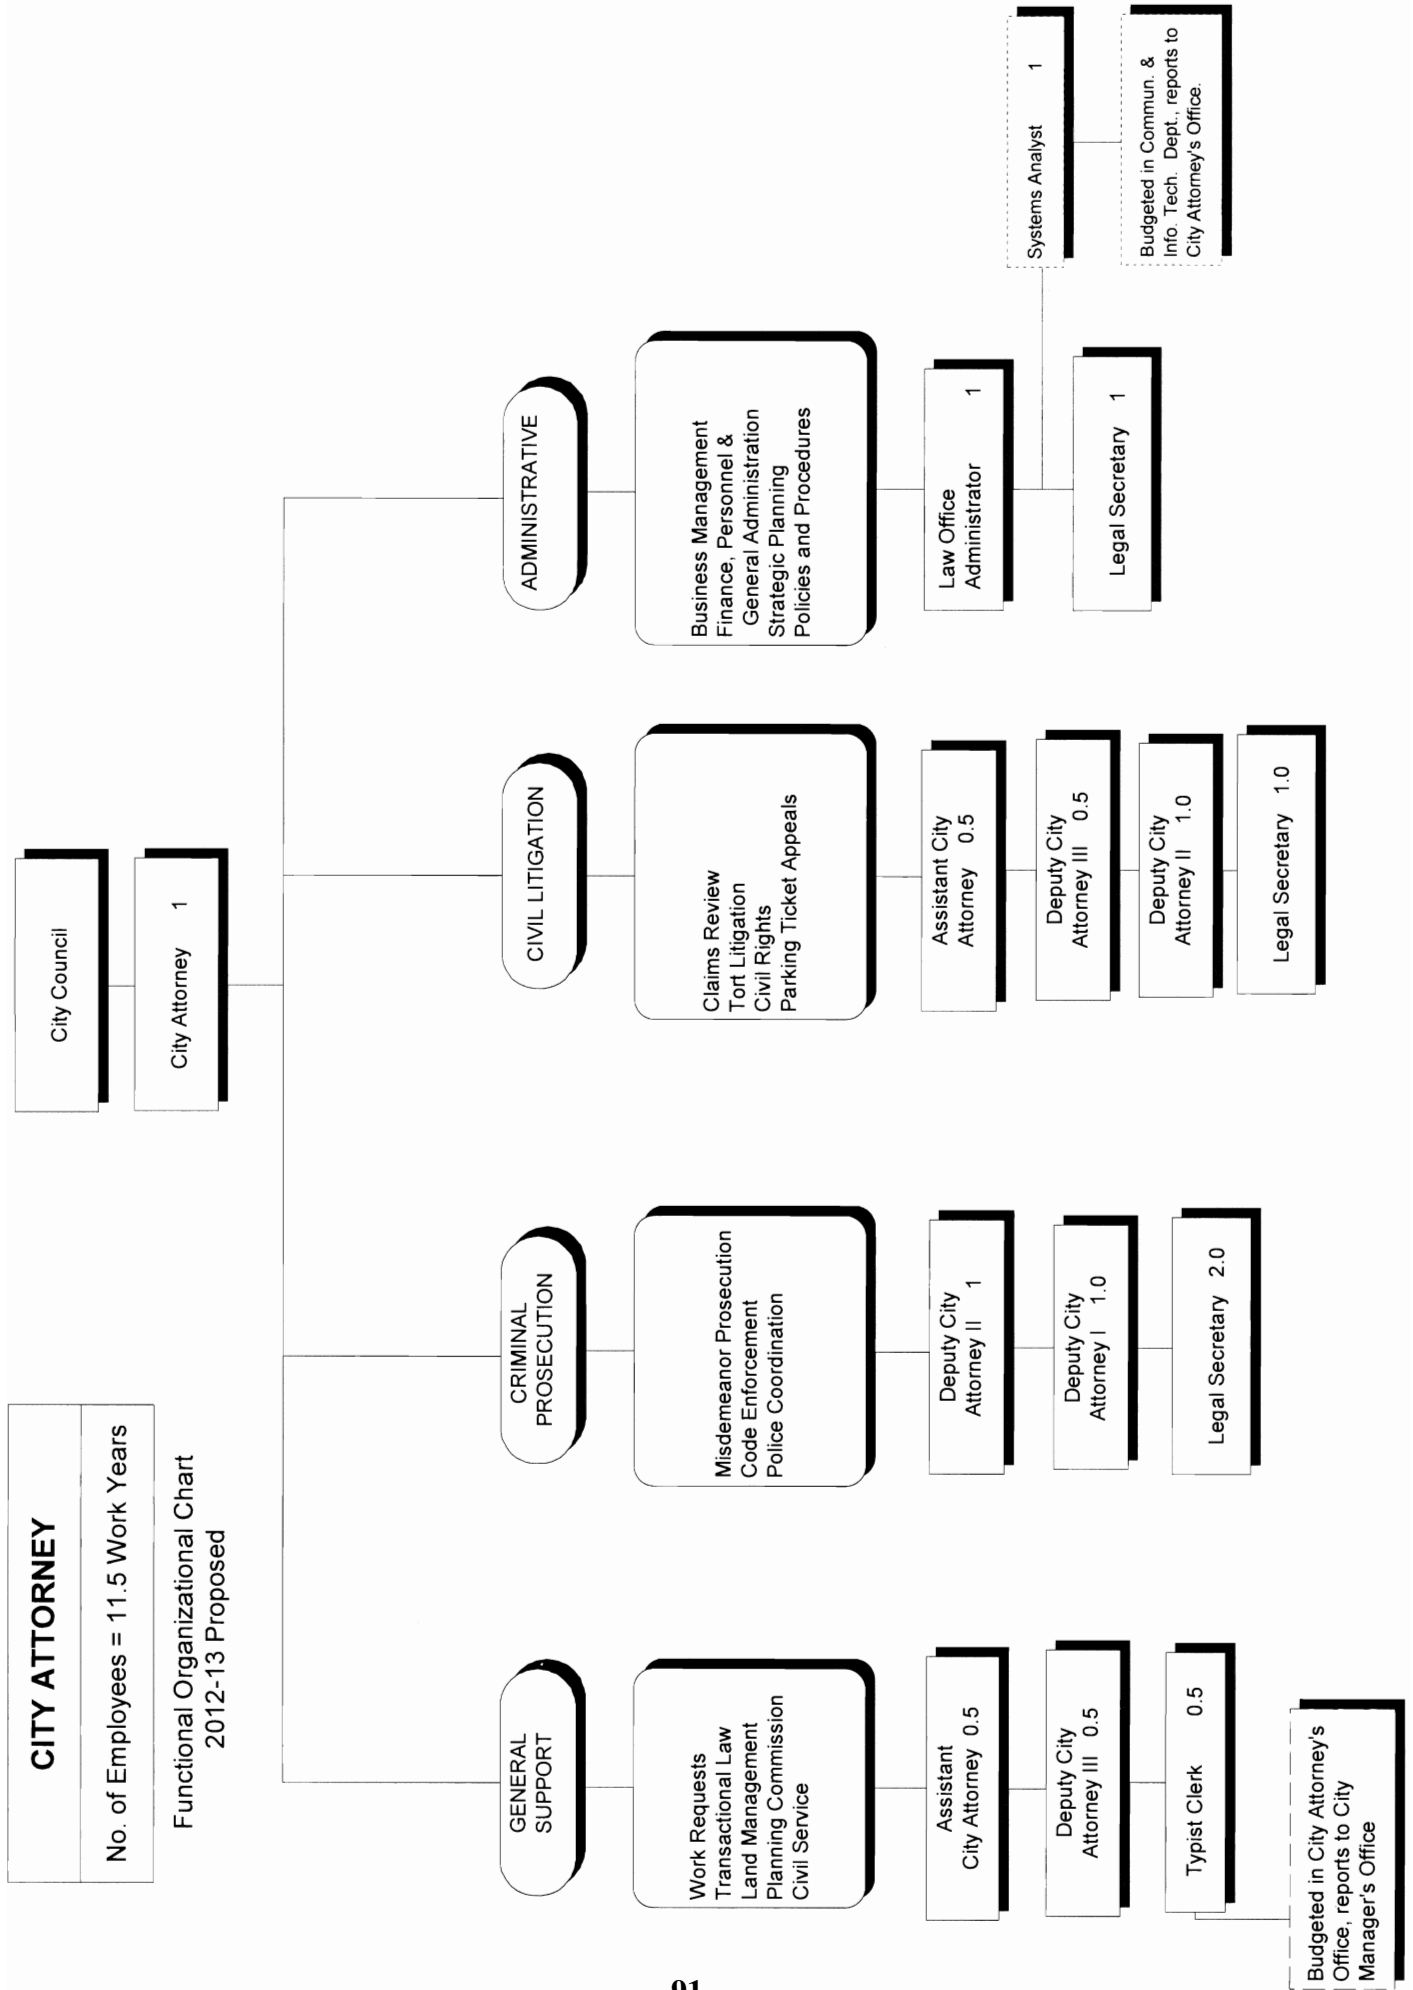 CITY ATTORNEY
No. of Employees = 11.5 Work Years
Functional Organizational Chart
2012-13 Proposed
City Council
City Attorney 1
GENERAL
SUPPORT
Work Requests
Transactional Law
Land Management
Planning Commission
Civil Service
Assistant
City Attorney 0.5
Deputy City
Attorney III 0.5
Typist Clerk 0.5
Budgeted in City Attorney's
Office, reports to City
Manager's Office
CRIMINAL
PROSECUTION
Misdemeanor Prosecution
Code Enforcement
Police Coordination
Deputy City
Attorney II 1
Deputy City
Attorney I 1.0
Legal Secretary 2.0
CIVIL LITIGATION
Claims Review
Tort Litigation
Civil Rights
Parking Ticket Appeals
Assistant City
Attorney 0.5
Deputy City
Attorney III 0.5
Deputy City
Attorney II 1.0
Legal Secretary 1.0
ADMINISTRATIVE
Business Management
Finance, Personnel &
General Administration
Strategic Planning
Policies and Procedures
Law Office
Administrator 1
Legal Secretary 1
Systems Analyst 1
Budgeted in Commun. &
Info. Tech. Dept., reports to
City Attorney's Office.